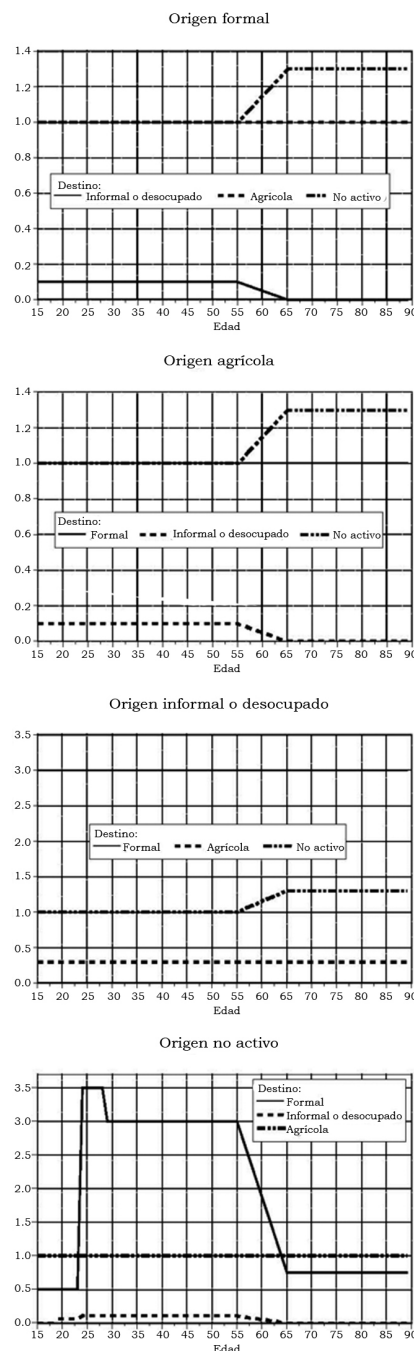 Origen formal
1.4
1.2
1.0
0.8
0.6
0.4
0.2
0.0
Destino:
Informal o desocupado Agrícola No activo
15 20 25 30 35 40 45 50 55 60 65 70 75 80 85 90
Edad
Origen agrícola
1.4
1.2
1.0
0.8
0.6
0.4
0.2
0.0
Destino:
Formal Informal o desocupado No activo
15 20 25 30 35 40 45 50 55 60 65 70 75 80 85 90
Edad
Origen informal o desocupado
3.5
3.0
2.5
2.0
1.5
1.0
0.5
0.0
Destino:
Formal Agrícola No activo
15 20 25 30 35 40 45 50 55 60 65 70 75 80 85 90
Edad
Origen no activo
3.5
3.0
2.5
2.0
1.5
1.0
0.5
0.0
Destino:
Formal
Informal o desocupado
Agrícola
15 20 25 30 35 40 45 50 55 60 65 70 75 80 85 90
Edad